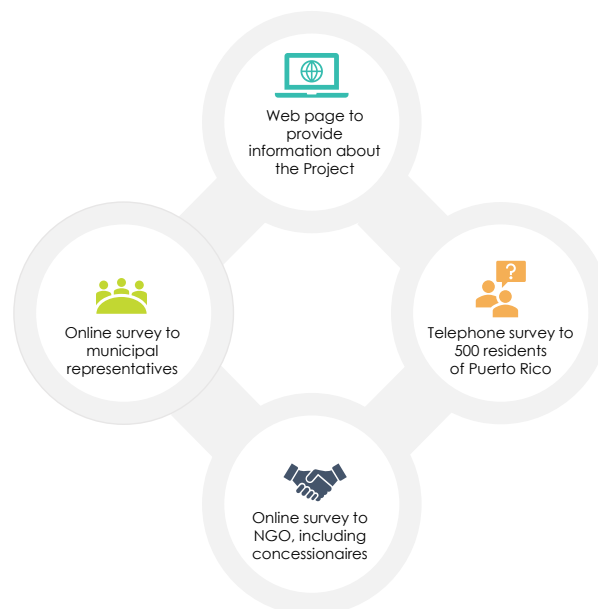 Web page to
provide
information about
the Project
?
Telephone survey to
500 residents
of Puerto Rico
Online survey to
NGO, including
concessionaires
Online survey to
municipal
representatives